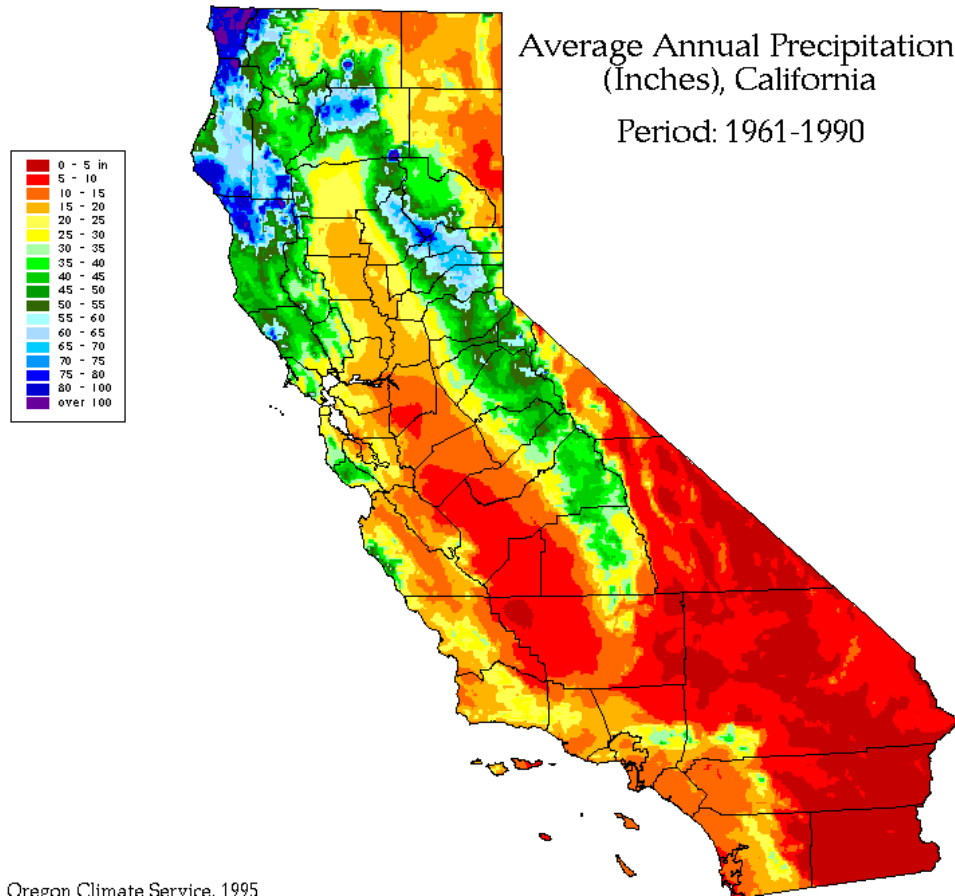 Average Annual Precipitation
(Inches), California
Period: 1961-1990
0 - 5 in
5 - 10
10 - 15
15 - 20
20 - 25
25 - 30
30 - 35
35 - 40
40 - 45
45 - 50
50 - 55
55 - 60
60 - 65
65 - 70
70 - 75
75 - 80
80 - 100
over 100
Oregon Climate Service, 1995